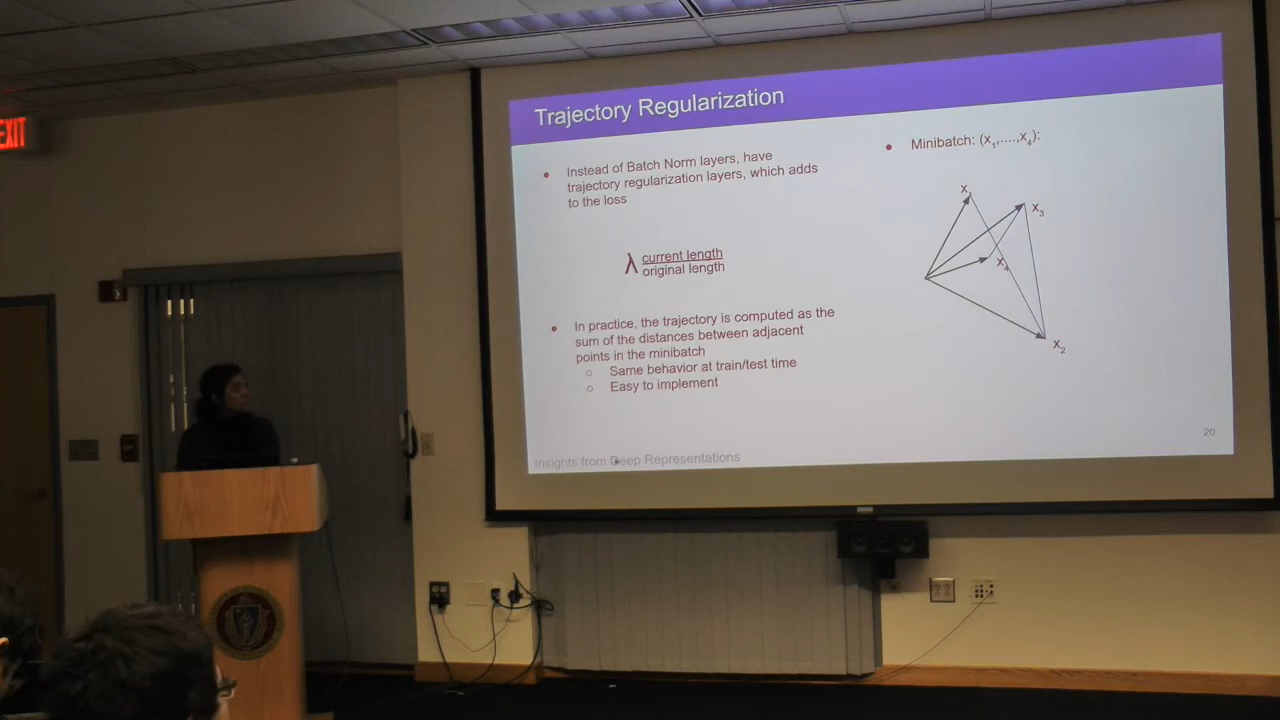 EXIT
Trajectory Regularization
• Instead of Batch Norm layers, have
trajectory regularization layers, which adds
to the loss
λ current length
original length
• In practice, the trajectory is computed as the
sum of the distances between adjacent
points in the minibatch
○ Same behavior at train/test time
○ Easy to implement
• Minibatch: (x1,....,x4):
x
x3
x4
x2
20
Insights from Deep Representations